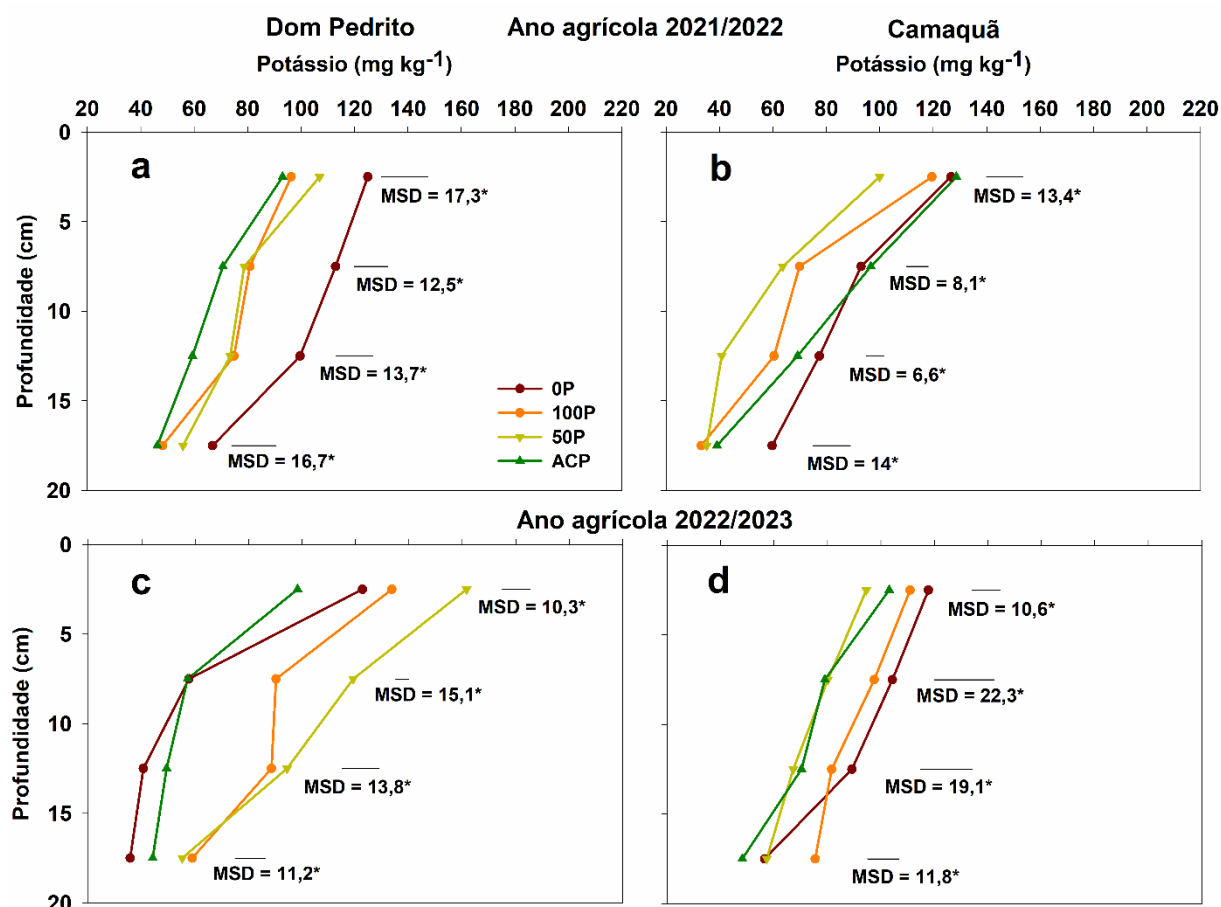 Dom Pedrito Ano agrícola 2021/2022 Camaquã
Potássio (mg kg-1) Potássio (mg kg-1)
20 40 60 80 100 120 140 160 180 200 220 20 40 60 80 100 120 140 160 180 200 220
0
a
b
MSD = 17,3*
MSD = 13,4*
5
MSD = 12,5*
MSD = 8,1*
Profundidade (cm)
10
MSD = 13,7*
MSD = 6,6*
0P
100P
50P
ACP
15
MSD = 16,7*
MSD = 14*
20
Ano agrícola 2022/2023
0
c
d
MSD = 10,3*
MSD = 10,6*
5
MSD = 15,1*
MSD = 22,3*
Profundidade (cm)
10
MSD = 13,8*
MSD = 19,1*
15
MSD = 11,2*
MSD = 11,8*
20